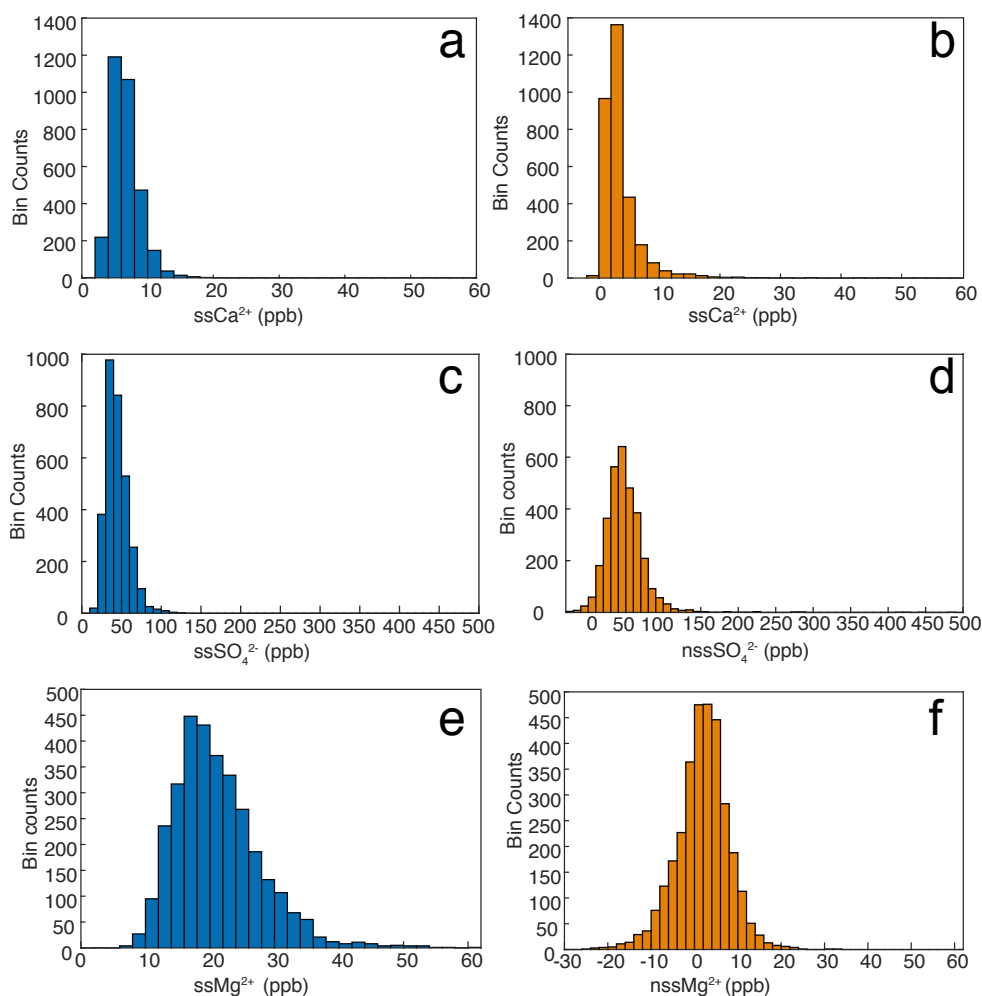 a
Bin Counts
1400
1200
1000
800
600
400
200
0
0 10 20 30 40 50 60
ssCa²⁺ (ppb)
b
Bin Counts
1400
1200
1000
800
600
400
200
0
0 10 20 30 40 50 60
ssCa²⁺ (ppb)
c
Bin Counts
1000
800
600
400
200
0
0 50 100 150 200 250 300 350 400 450 500
ssSO₄²⁻ (ppb)
d
Bin counts
1000
800
600
400
200
0
0 50 100 150 200 250 300 350 400 450 500
nssSO₄²⁻ (ppb)
e
Bin counts
500
450
400
350
300
250
200
150
100
50
0
10 20 30 40 50 60
ssMg²⁺ (ppb)
f
Bin Counts
500
450
400
350
300
250
200
150
100
50
0
-30 -20 -10 0 10 20 30 40 50 60
nssMg²⁺ (ppb)